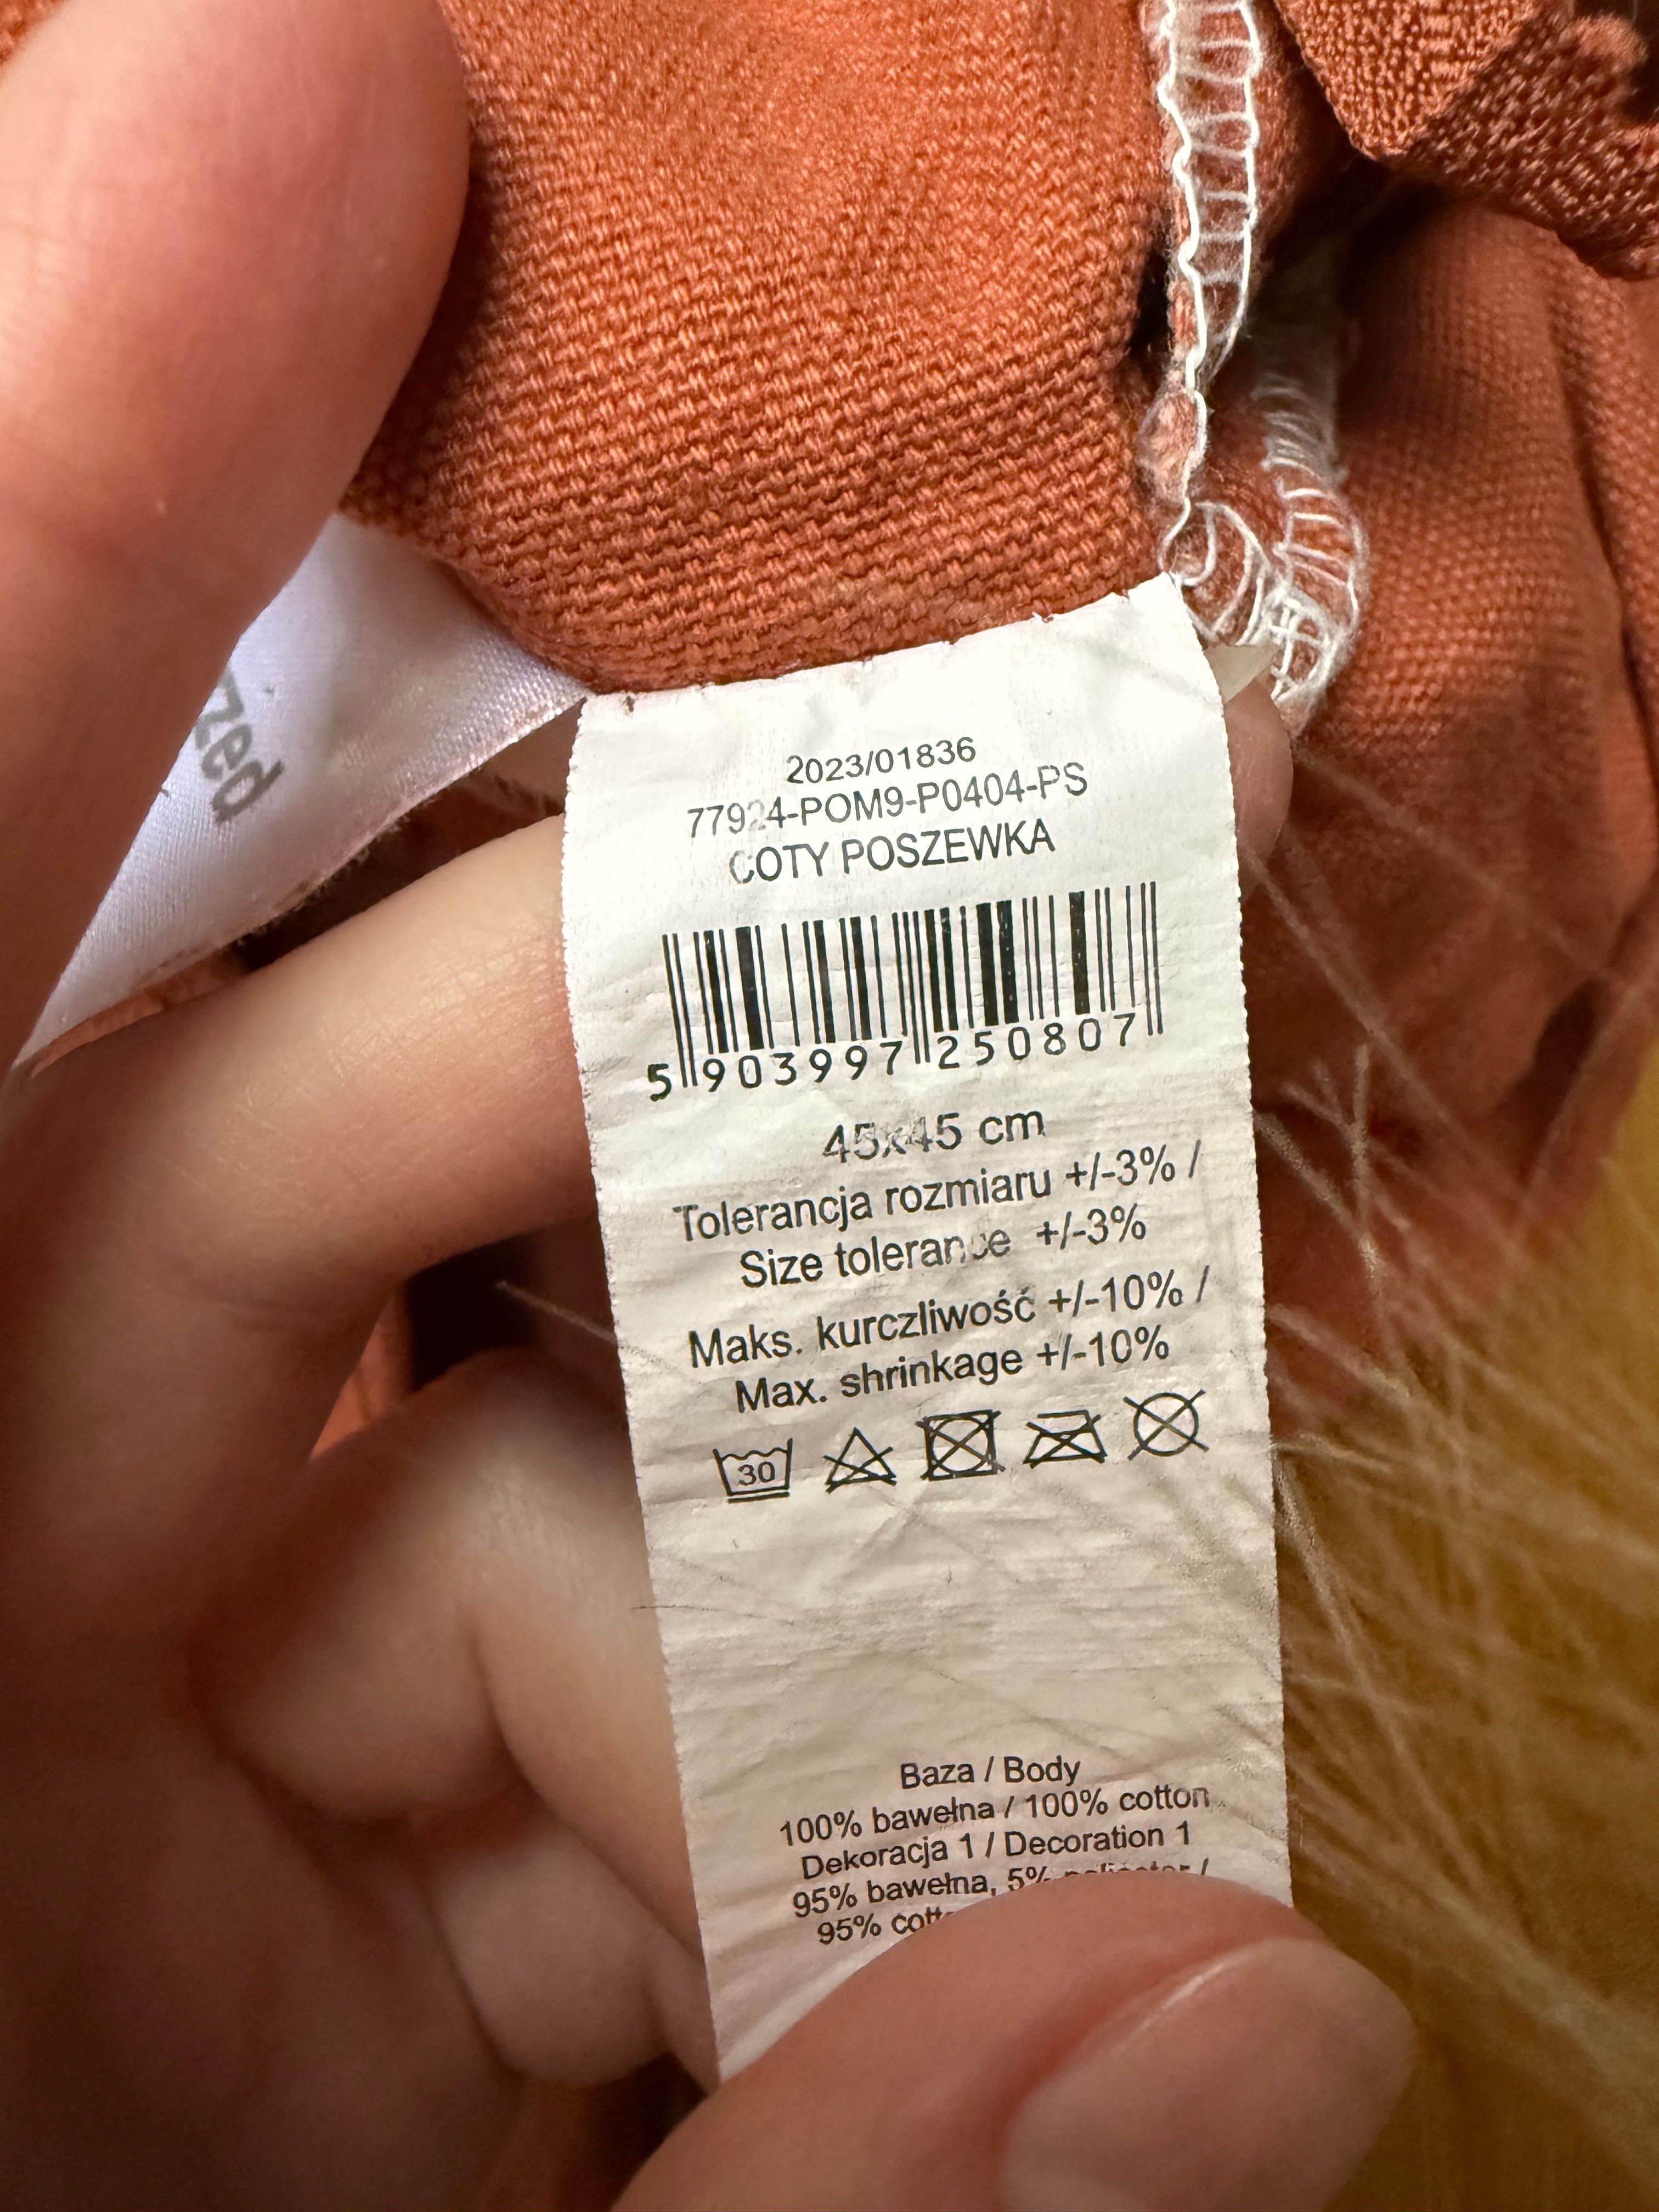 zed
2023/01836
77924-POM9-P0404-PS
COTY POSZEWKA
5 903997 250807
45x45 cm
Tolerancja rozmiaru +/-3% /
Size tolerance +/-3%
Maks. kurczliwość +/-10% /
Max. shrinkage +/-10%
30
Baza / Body
100% bawełna / 100% cotton
Dekoracja 1 / Decoration 1
95% bawełna, 5% /
95%